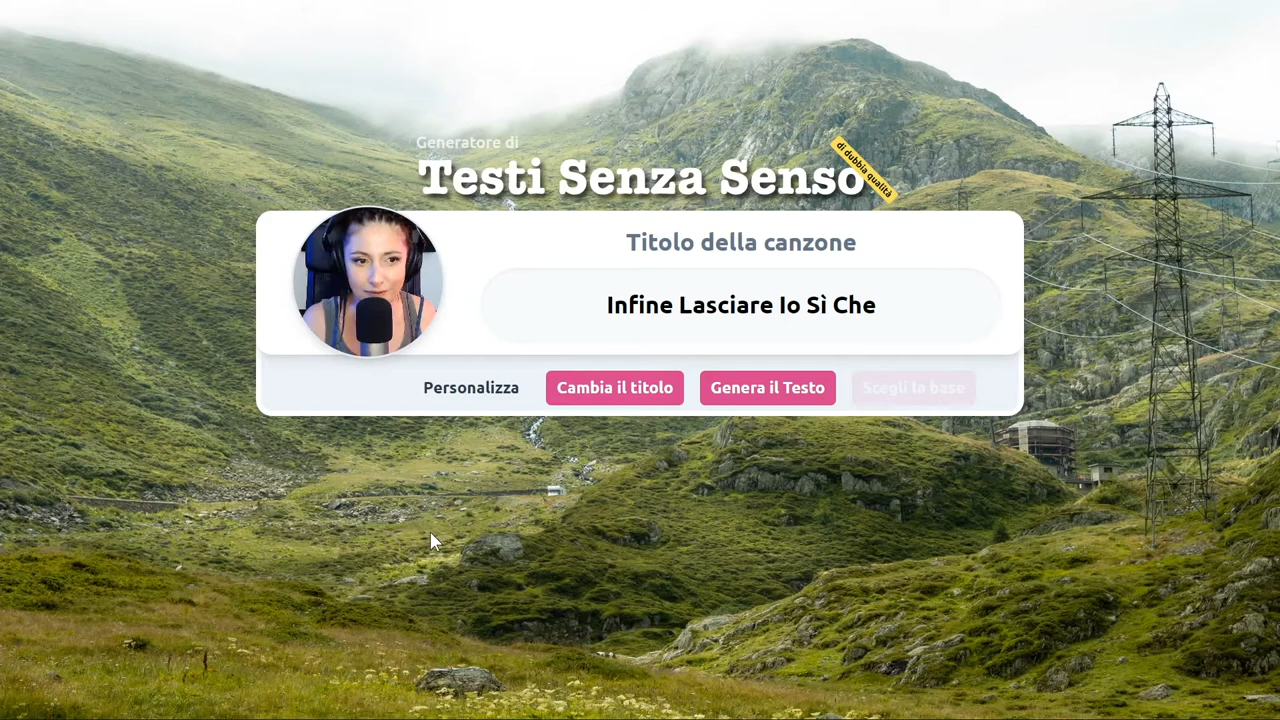 Generatore di
Testi Senza Senso
di dubbia qualità
Titolo della canzone
Infine Lasciare Io Sì Che
Personalizza
Cambia il titolo
Genera il Testo
Scegli la base